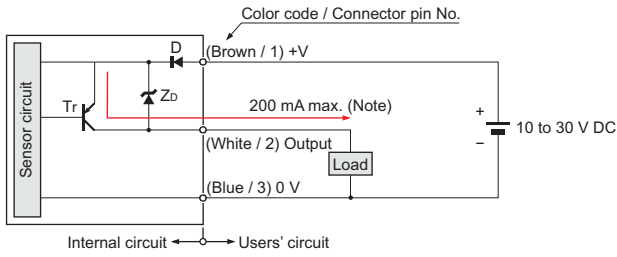 Color code / Connector pin No.
D
(Brown / 1) +V
Sensor circuit
Tr
ZD
200 mA max. (Note)
+
−
10 to 30 V DC
(White / 2) Output
Load
(Blue / 3) 0 V
Internal circuit
Users' circuit